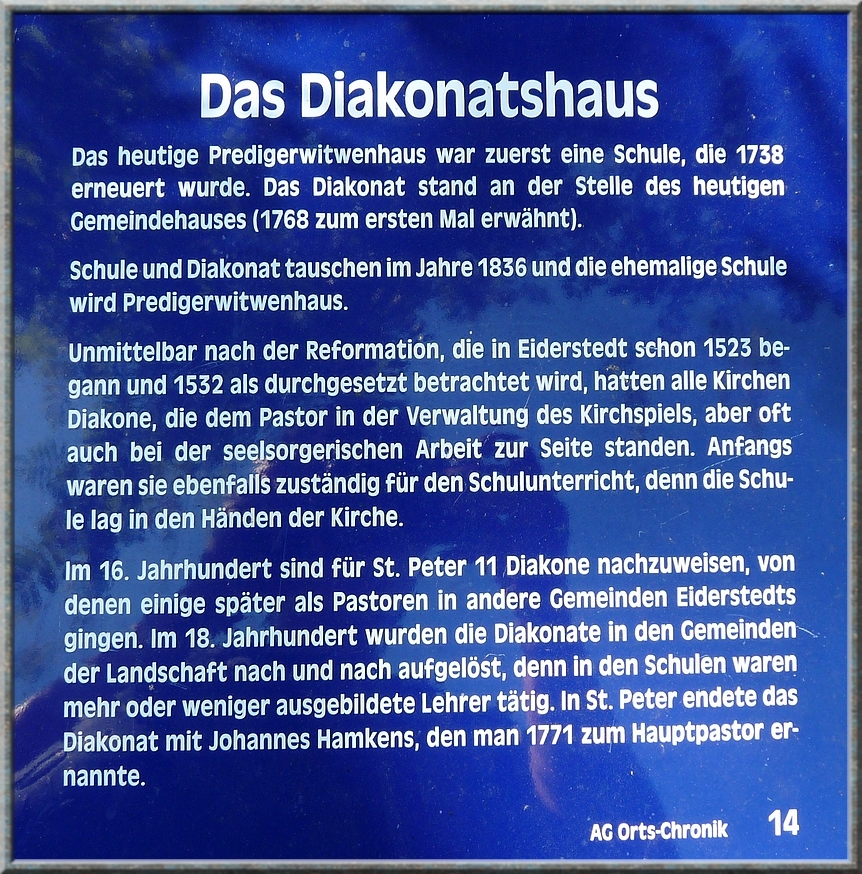 Das Diakonatshaus
Das heutige Predigerwitwenhaus war zuerst eine Schule, die 1738
erneuert wurde. Das Diakonat stand an der Stelle des heutigen
Gemeindehauses (1768 zum ersten Mal erwähnt).
Schule und Diakonat tauschen im Jahre 1836 und die ehemalige Schule
wird Predigerwitwenhaus.
Unmittelbar nach der Reformation, die in Eiderstedt schon 1523 be-
gann und 1532 als durchgesetzt betrachtet wird, hatten alle Kirchen
Diakone, die dem Pastor in der Verwaltung des Kirchspiels, aber oft
auch bei der seelsorgerischen Arbeit zur Seite standen. Anfangs
waren sie ebenfalls zuständig für den Schulunterricht, denn die Schu-
le lag in den Händen der Kirche.
Im 16. Jahrhundert sind für St. Peter 11 Diakone nachzuweisen, von
denen einige später als Pastoren in andere Gemeinden Eiderstedts
gingen. Im 18. Jahrhundert wurden die Diakonate in den Gemeinden
der Landschaft nach und nach aufgelöst, denn in den Schulen waren
mehr oder weniger ausgebildete Lehrer tätig. In St. Peter endete das
Diakonat mit Johannes Hamkens, den man 1771 zum Hauptpastor er-
nannte.
AG Orts-Chronik 14